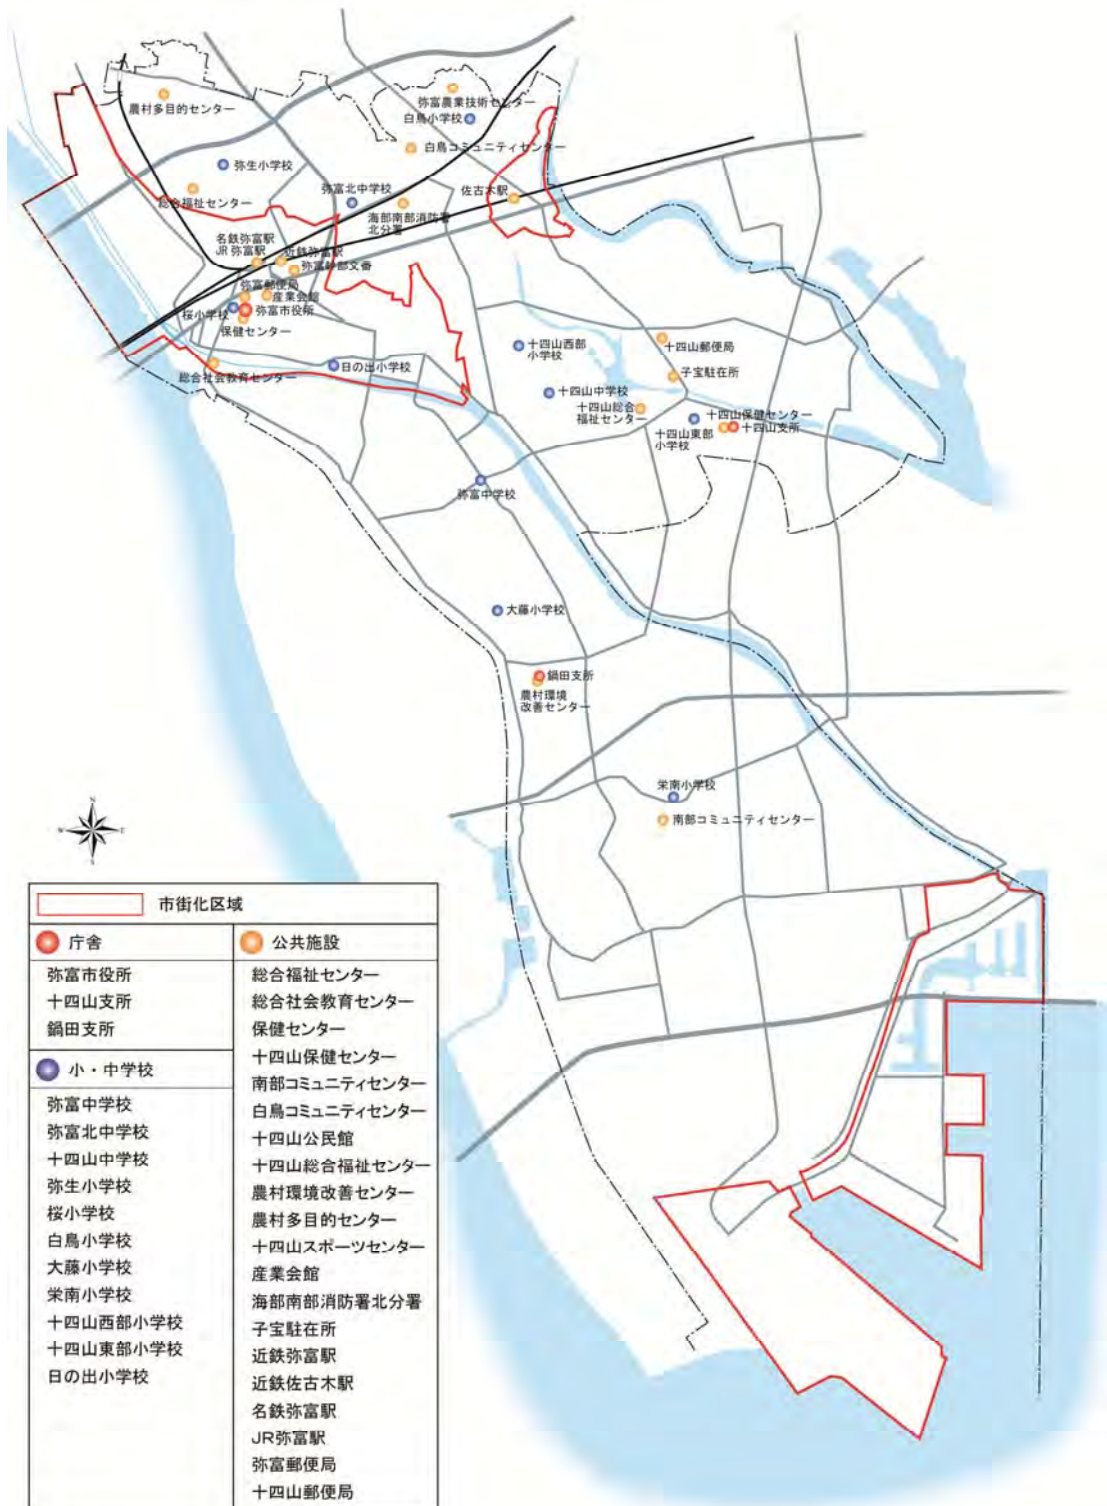 農村多目的センター
弥富農業技術センター
白鳥小学校
白鳥コミュニティセンター
弥生小学校
総合福祉センター
弥富北中学校
佐古木駅
海部南部消防署
北分署
名鉄弥富駅
JR弥富駅
近鉄弥富駅
弥富幹部交番
弥富郵便局
産業会館
桜小学校
弥富市役所
保健センター
総合社会教育センター
日の出小学校
十四山西部
小学校
十四山郵便局
子宝駐在所
十四山中学校
十四山総合
福祉センター
十四山保健センター
十四山支所
十四山東部
小学校
弥富中学校
大藤小学校
鍋田支所
農村環境
改善センター
栄南小学校
南部コミュニティセンター
N
W
E
S
市街化区域
庁舎
弥富市役所
十四山支所
鍋田支所
小・中学校
弥富中学校
弥富北中学校
十四山中学校
弥生小学校
桜小学校
白鳥小学校
大藤小学校
栄南小学校
十四山西部小学校
十四山東部小学校
日の出小学校
公共施設
総合福祉センター
総合社会教育センター
保健センター
十四山保健センター
南部コミュニティセンター
白鳥コミュニティセンター
十四山公民館
十四山総合福祉センター
農村環境改善センター
農村多目的センター
十四山スポーツセンター
産業会館
海部南部消防署北分署
子宝駐在所
近鉄弥富駅
近鉄佐古木駅
名鉄弥富駅
JR弥富駅
弥富郵便局
十四山郵便局